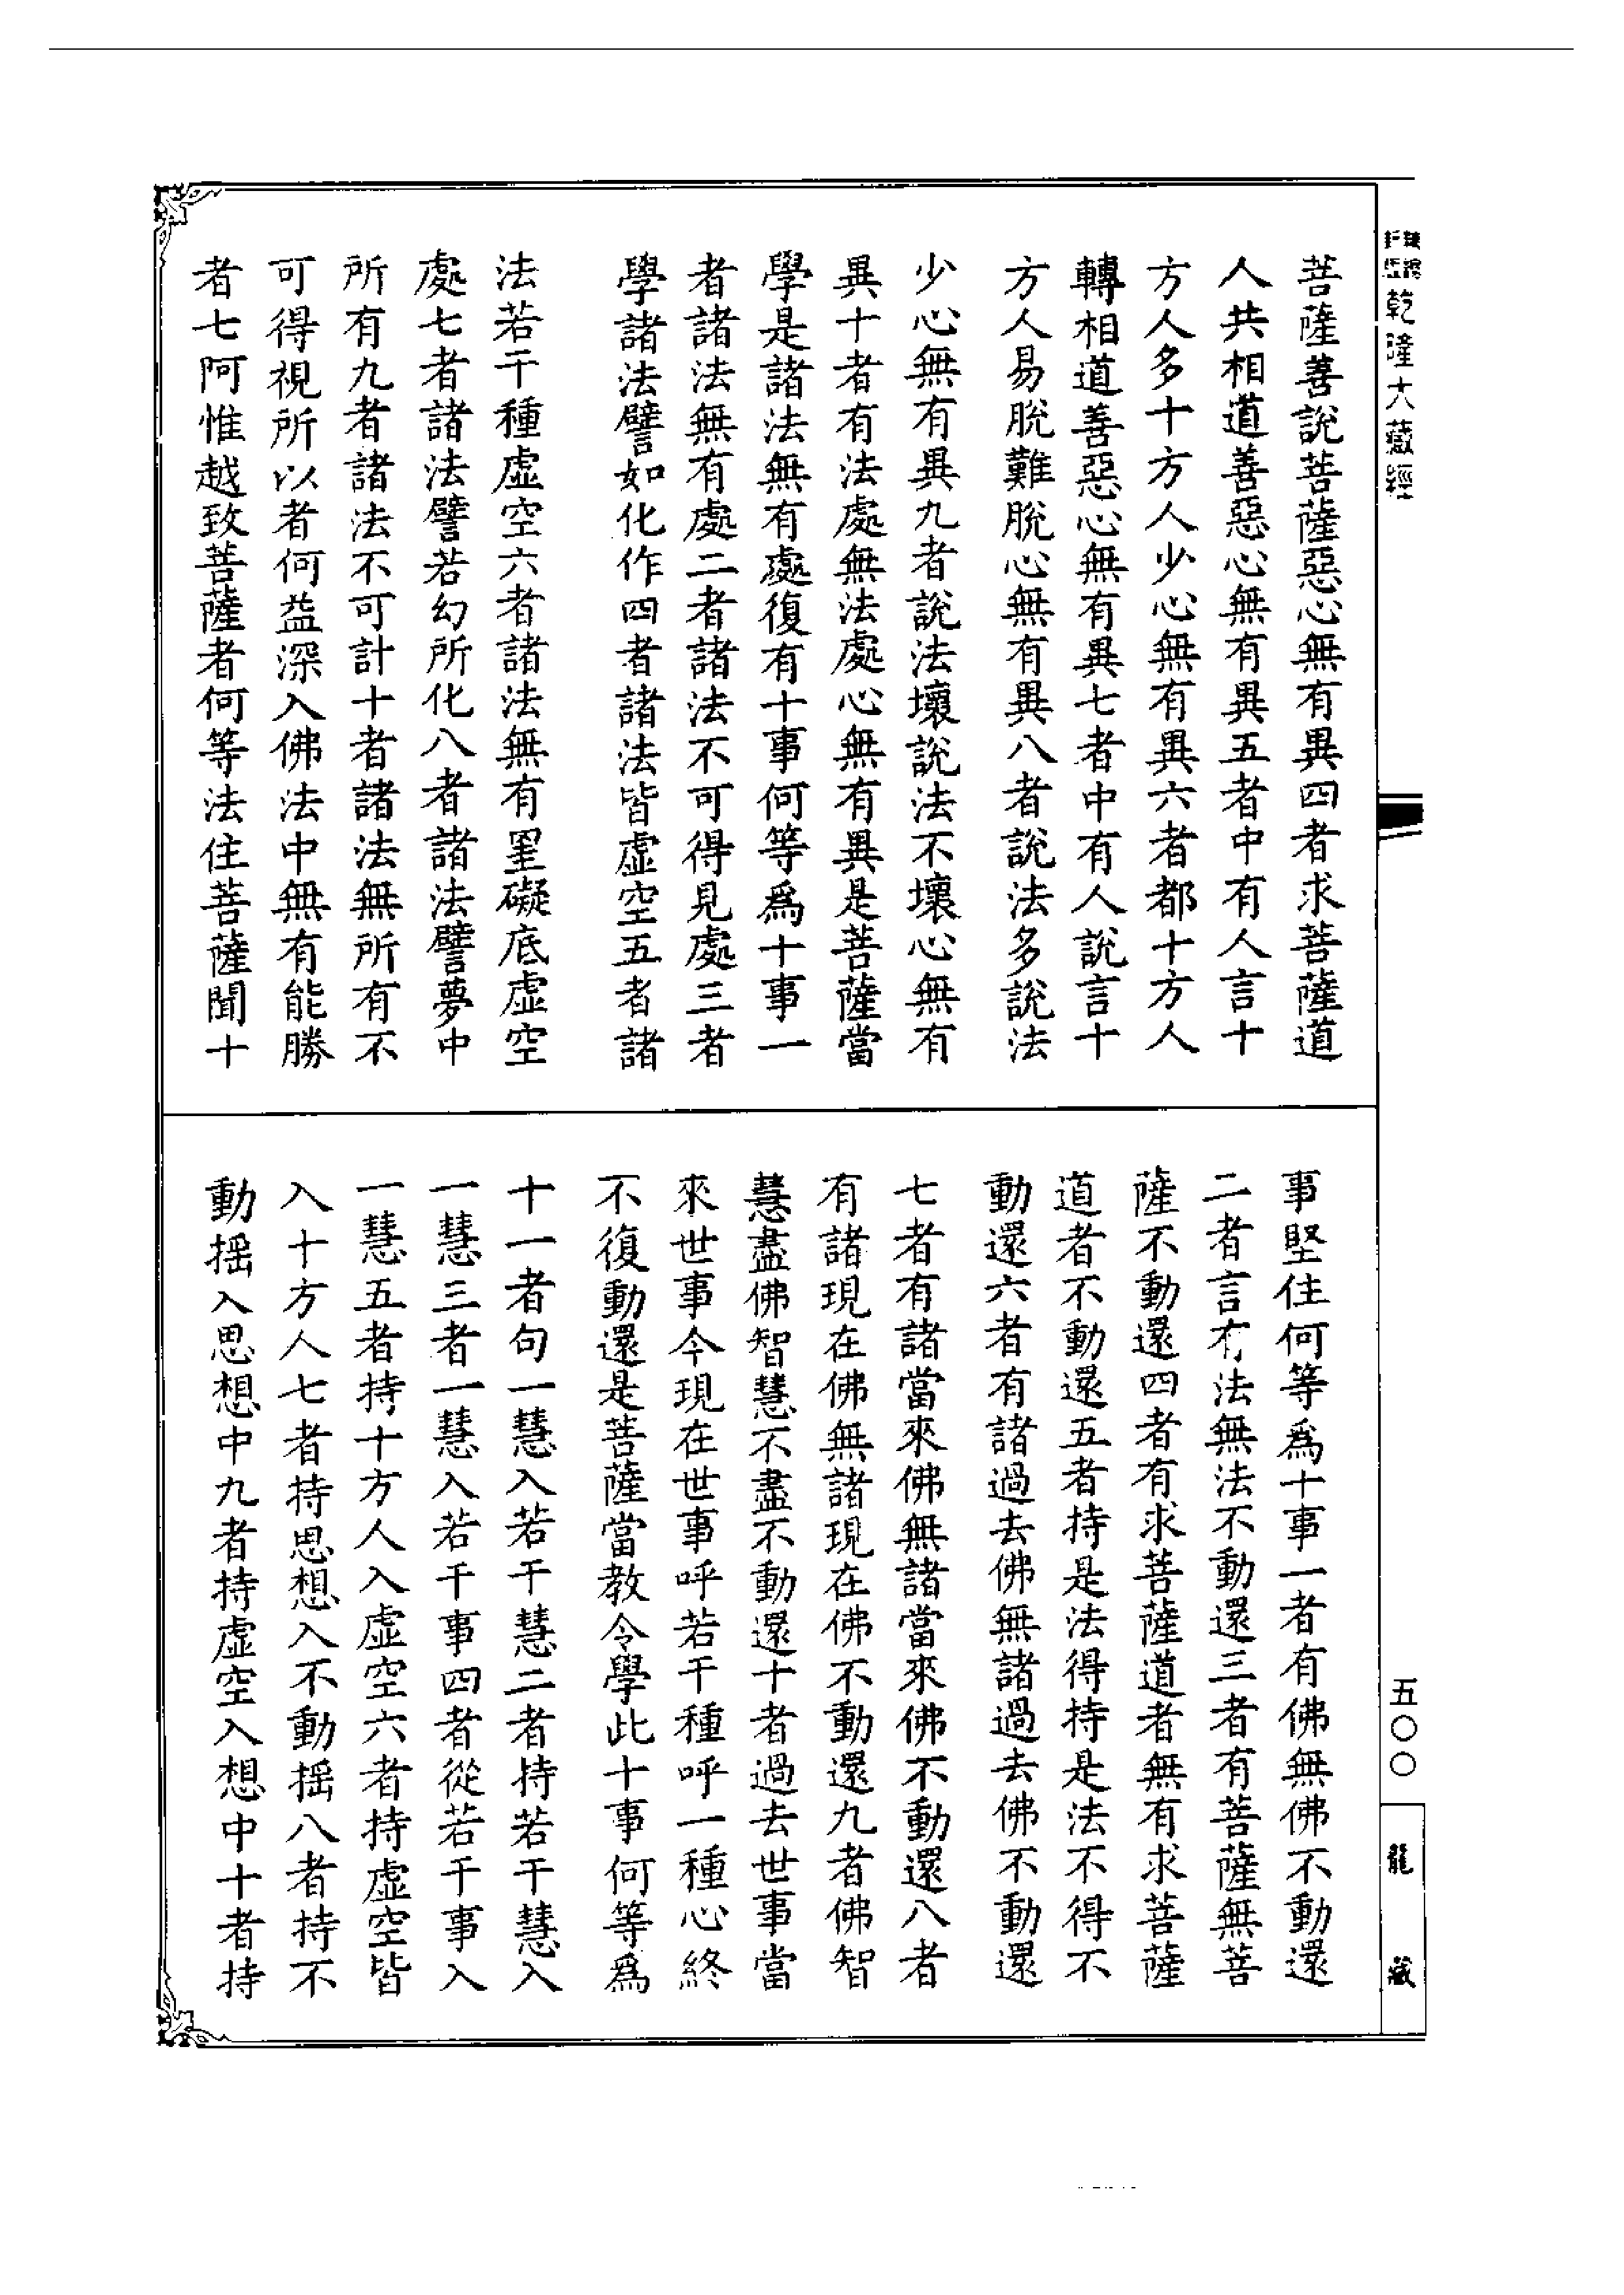 乾隆大藏經
菩薩善說菩薩惡心無有異四者求菩薩道
人共相道善惡心無有異五者中有人言十
方人多十方人少心無有異六者都十方人
轉相道善惡心無有異七者中有人說言十
方人易脫難脫心無有異八者說法多說法
少心無有異九者說法壞說法不壞心無有
異十者有法處無法處心無有異是菩薩當
學是諸法無有處復有十事何等爲十事一
者諸法無有處二者諸法不可得見處三者
學諸法譬如化作四者諸法皆虛空五者諸
法若干種虛空六者諸法無有罣礙底虛空
處七者諸法譬若幻所化八者諸法譬夢中
所有九者諸法不可計十者諸法無所有不
可得視所以者何益深入佛法中無有能勝
者七阿惟越致菩薩者何等法住菩薩聞十
事堅住何等爲十事一者有佛無佛不動還
二者言有法無法不動還三者有菩薩無菩
薩不動還四者有求菩薩道者無有求菩薩
道者不動還五者持是法得持是法不得不
動還六者有諸過去佛無諸過去佛不動還
七者有諸當來佛無諸當來佛不動還八者
有諸現在佛無諸現在佛不動還九者佛智
慧盡佛智慧不盡不動還十者過去世事當
來世事今現在世事呼若干種呼一種心終
不復動還是菩薩當教令學此十事何等爲
十一者句一慧入若干慧二者持若干慧入
一慧三者一慧入若千事四者從若干事入
一慧五者持十方人入虛空六者持虛空皆
入十方人七者持思想入不動搖八者持不
動搖入思想中九者持虛空入想中十者持
五〇〇
龍藏